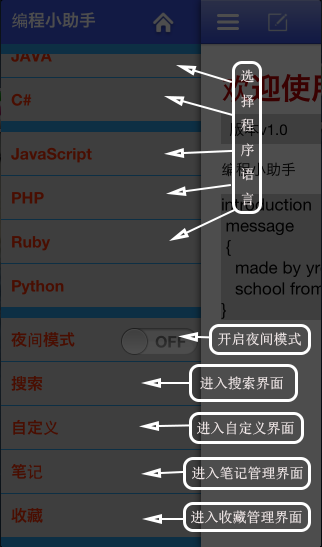 编程小助手
JAVA
C#
JavaScript
PHP
Ruby
Python
夜间模式
OFF
搜索
自定义
笔记
收藏
选择程序语言
开启夜间模式
进入搜索界面
进入自定义界面
进入笔记管理界面
进入收藏管理界面
欢迎使用
版本v1.0
编程小助手
introduction
message
{
made by yr
school from
}